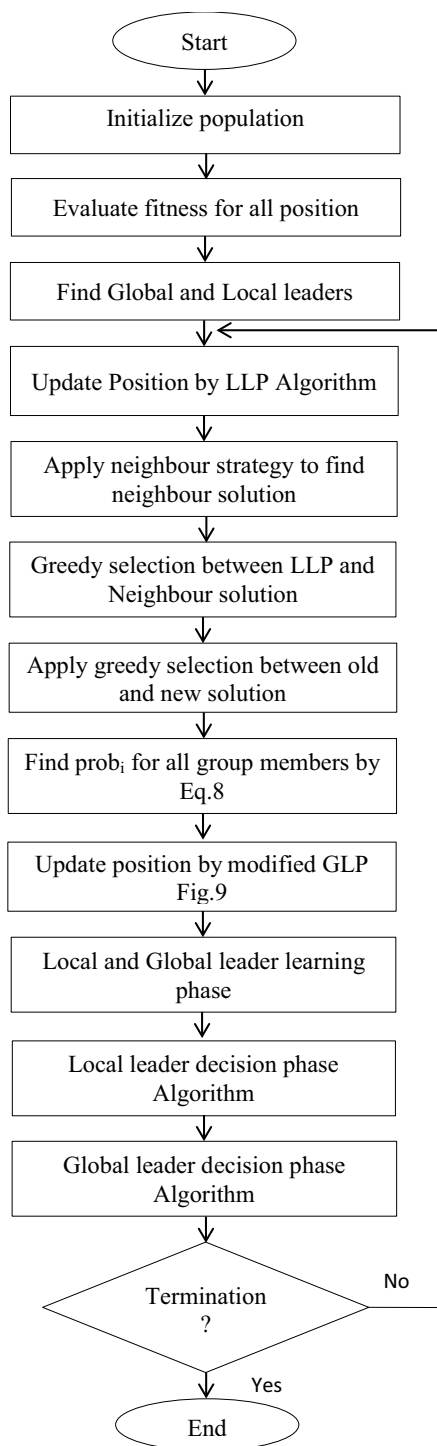 Start
Initialize population
Evaluate fitness for all position
Find Global and Local leaders
Update Position by LLP Algorithm
Apply neighbour strategy to find
neighbour solution
Greedy selection between LLP and
Neighbour solution
Apply greedy selection between old
and new solution
Find probᵢ for all group members by
Eq.8
Update position by modified GLP
Fig.9
Local and Global leader learning
phase
Local leader decision phase
Algorithm
Global leader decision phase
Algorithm
Termination
?
No
Yes
End